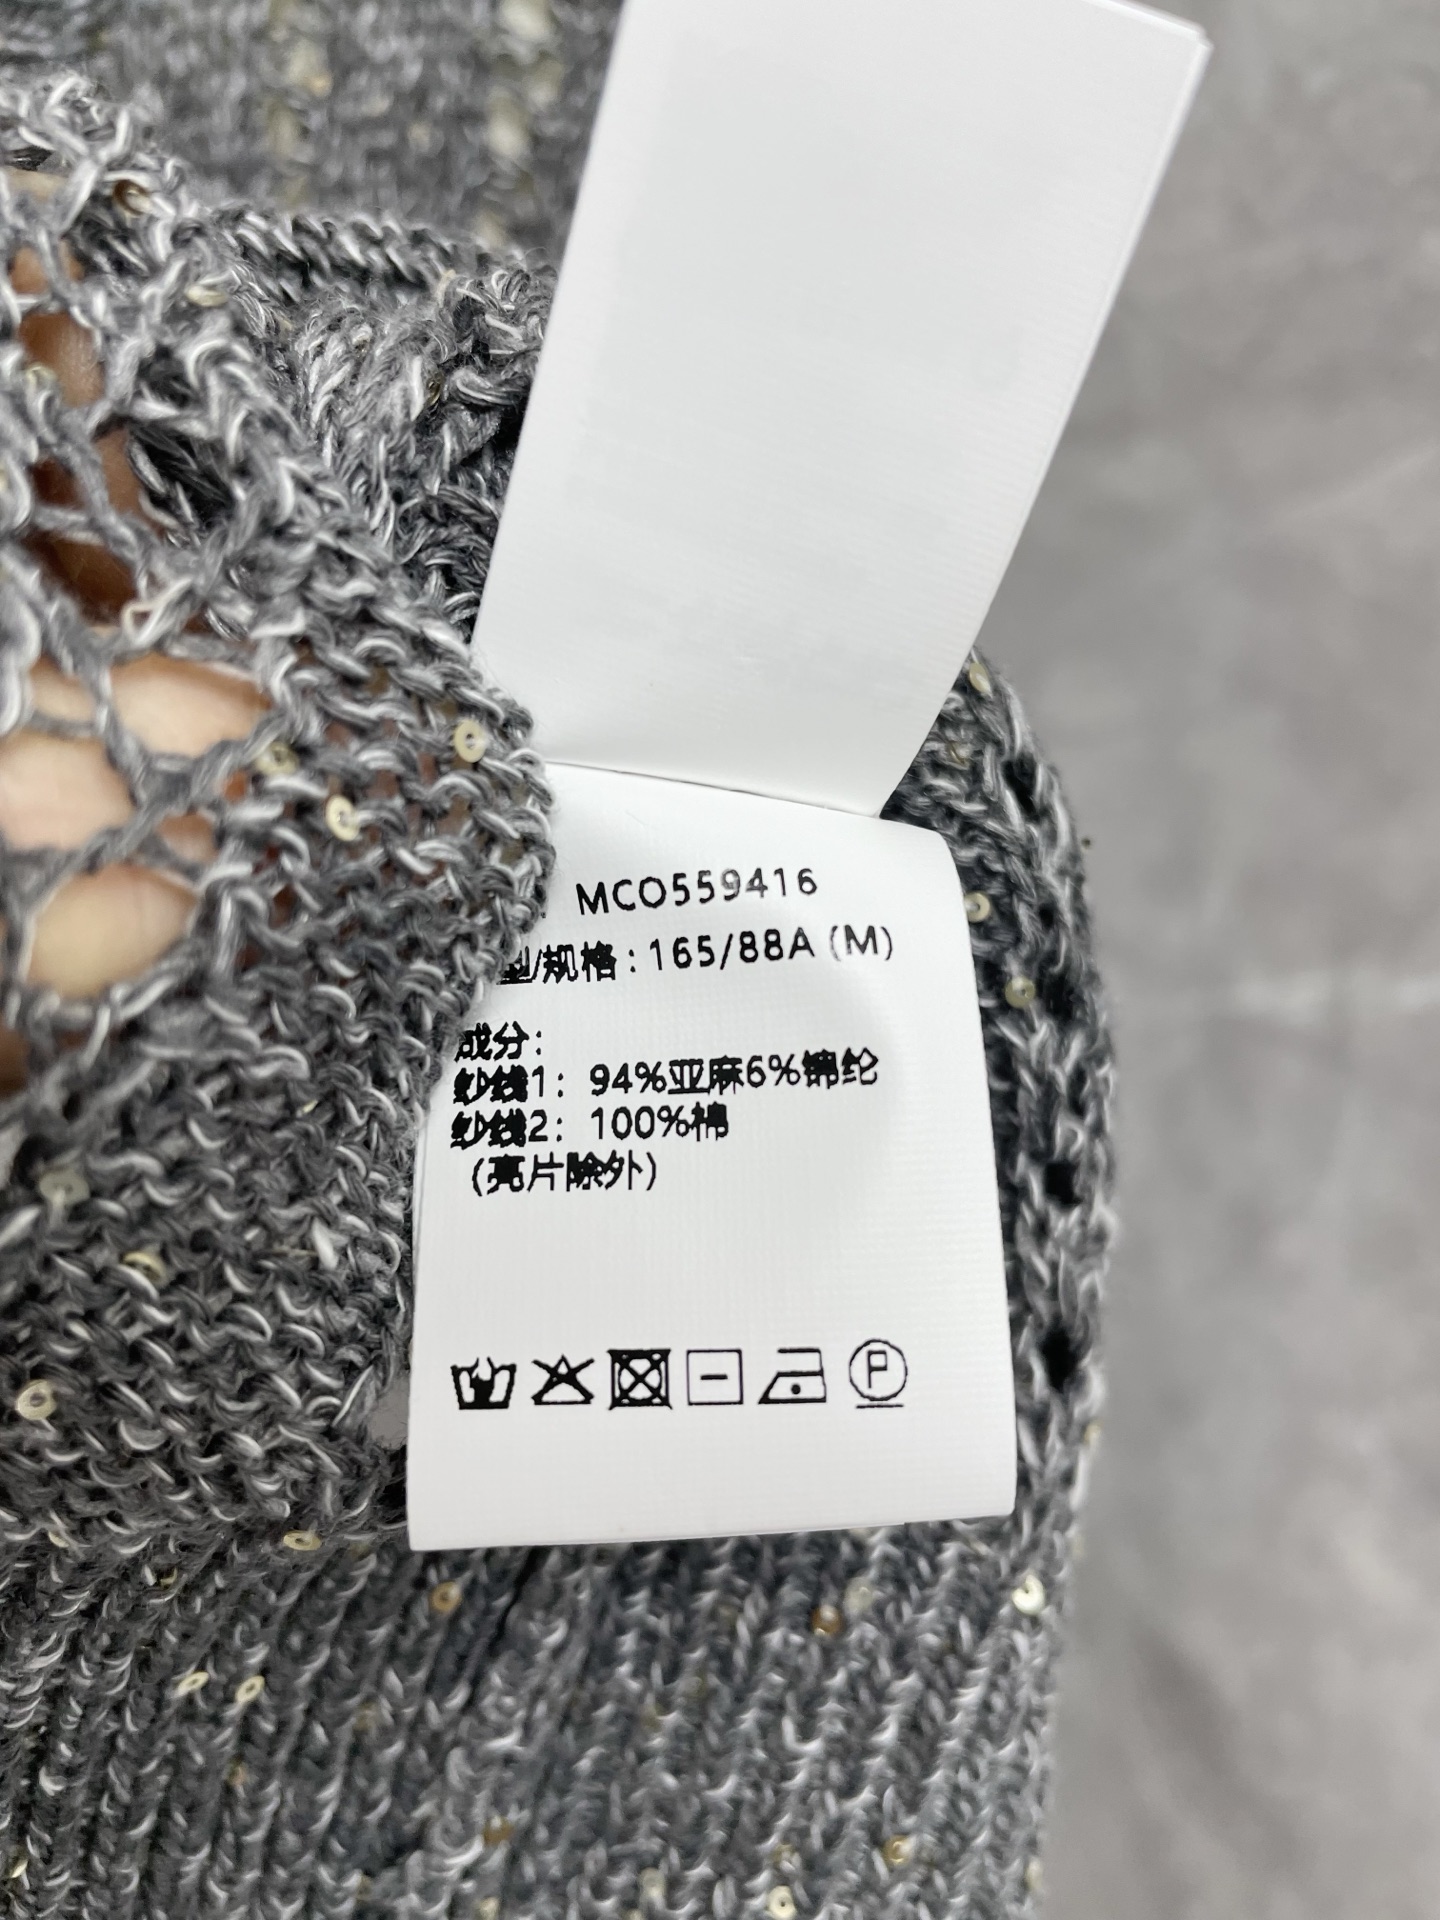 MCO559416
型/规格:165/88A(M)
成分:
纱线1: 94%亚麻6%锦纶
纱线2: 100%棉
(亮片除外)
P